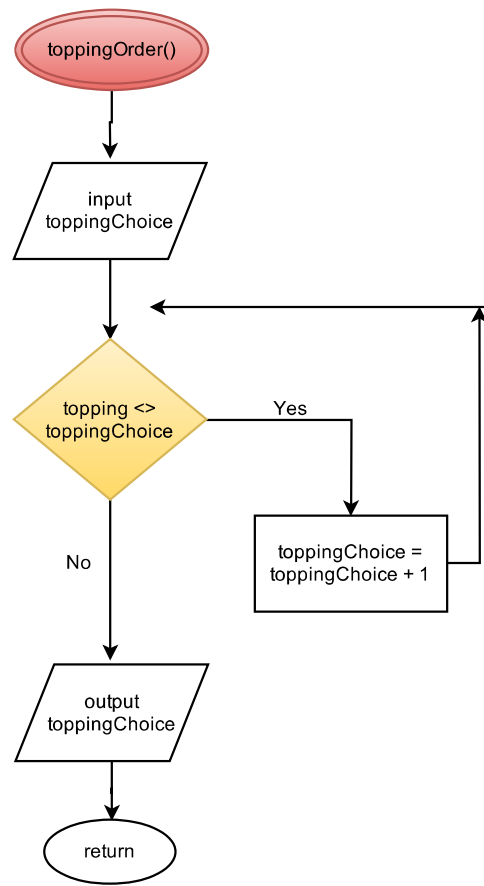 toppingOrder()
input
toppingChoice
topping <>
toppingChoice
Yes
toppingChoice =
toppingChoice + 1
No
output
toppingChoice
return